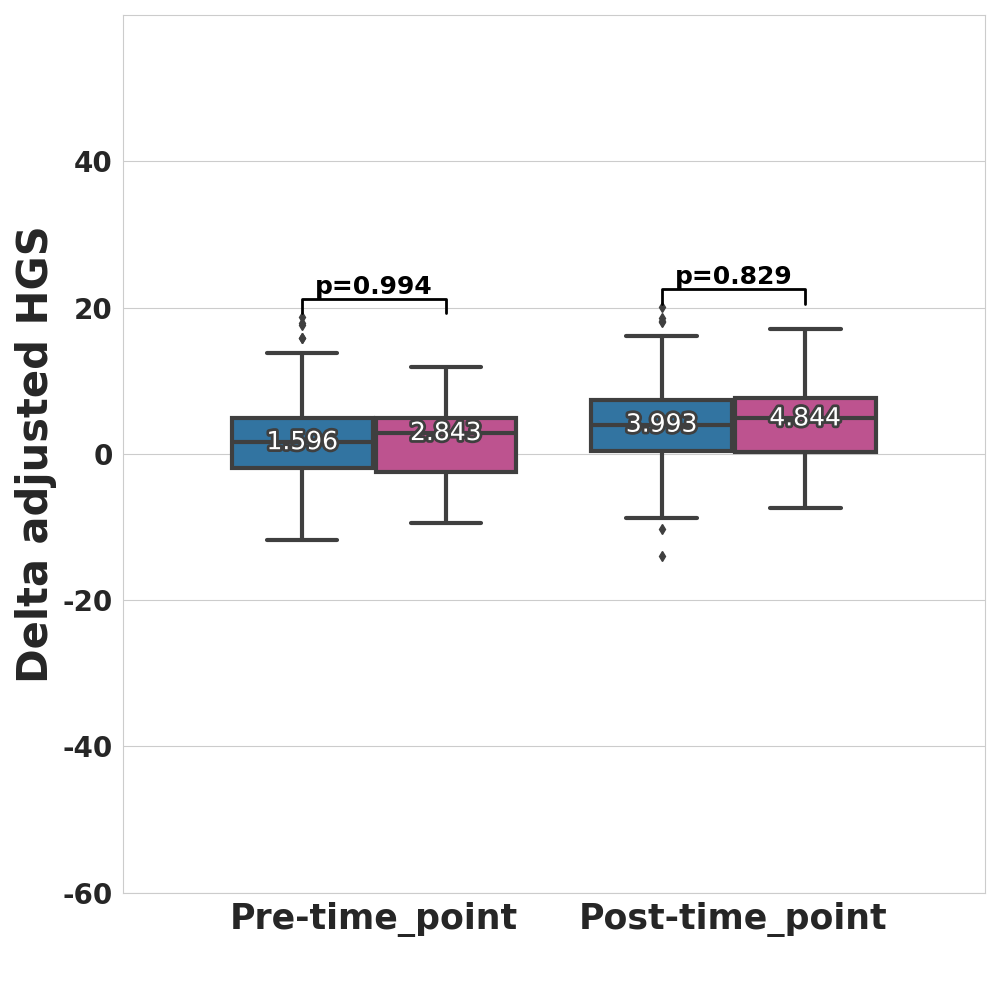 Delta adjusted HGS
40
20
0
-20
-40
-60
p=0.994
p=0.829
1.596
2.843
3.993
4.844
Pre-time_point
Post-time_point